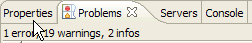 Properties Problems Servers Console
1 error, 19 warnings, 2 infos